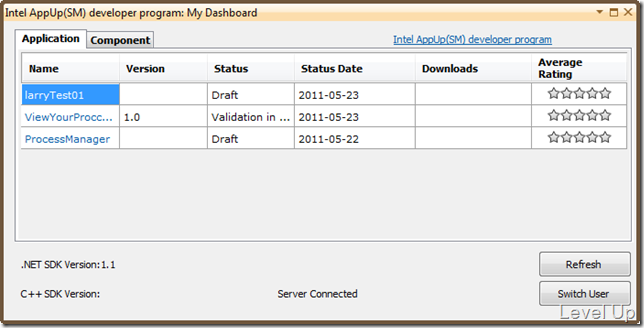 Intel AppUp(SM) developer program: My Dashboard
Application Component Intel AppUp(SM) developer program
Name Version Status Status Date Downloads Average Rating
larryTest01 Draft 2011-05-23
ViewYourProcc... 1.0 Validation in ... 2011-05-23
ProcessManager Draft 2011-05-22
.NET SDK Version:1.1 Refresh
C++ SDK Version: Server Connected Switch User
Level Up